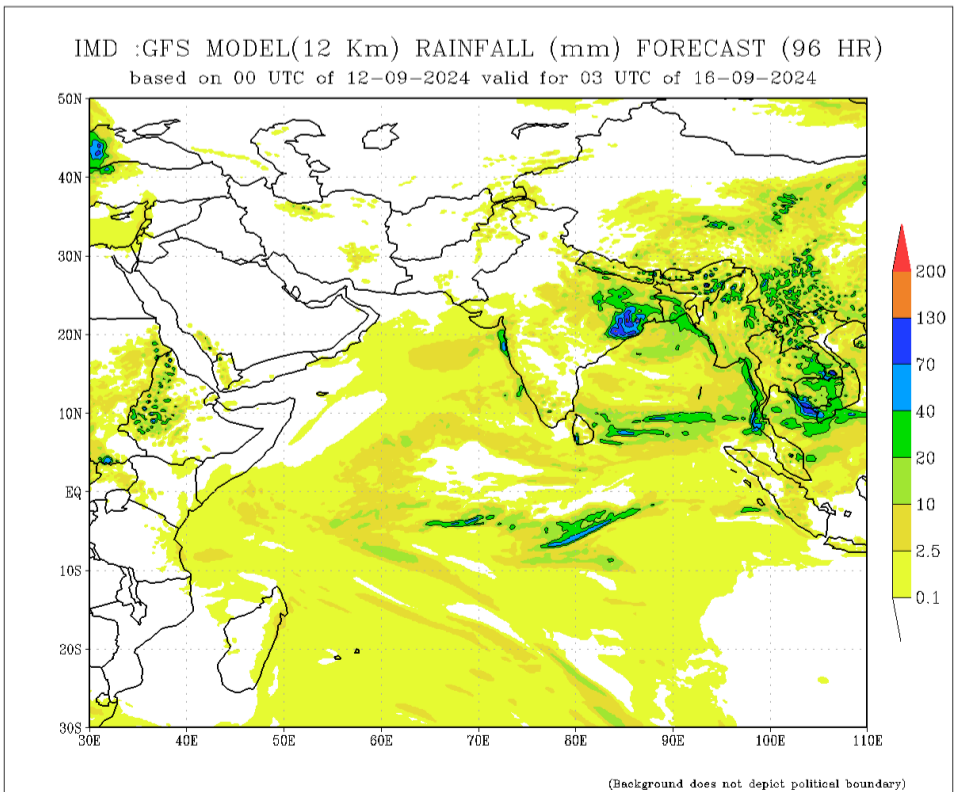 IMD :GFS MODEL(12 Km) RAINFALL (mm) FORECAST (96 HR)
based on 00 UTC of 12-09-2024 valid for 03 UTC of 16-09-2024
50N
40N
30N
20N
10N
EQ
10S
20S
30S
30E 40E 50E 60E 70E 80E 90E 100E 110E
200
130
70
40
20
10
2.5
0.1
(Background does not depict political boundary)